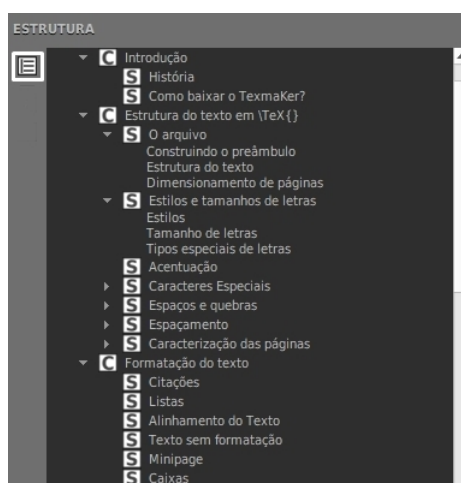 ESTRUTURA
C Introdução
S História
S Como baixar o TexmaKer?
C Estrutura do texto em \TeX{}
S O arquivo
Construindo o preâmbulo
Estrutura do texto
Dimensionamento de páginas
S Estilos e tamanhos de letras
Estilos
Tamanho de letras
Tipos especiais de letras
S Acentuação
S Caracteres Especiais
S Espaços e quebras
S Espaçamento
S Caracterização das páginas
C Formatação do texto
S Citações
S Listas
S Alinhamento do Texto
S Texto sem formatação
S Minipage
S Caixas